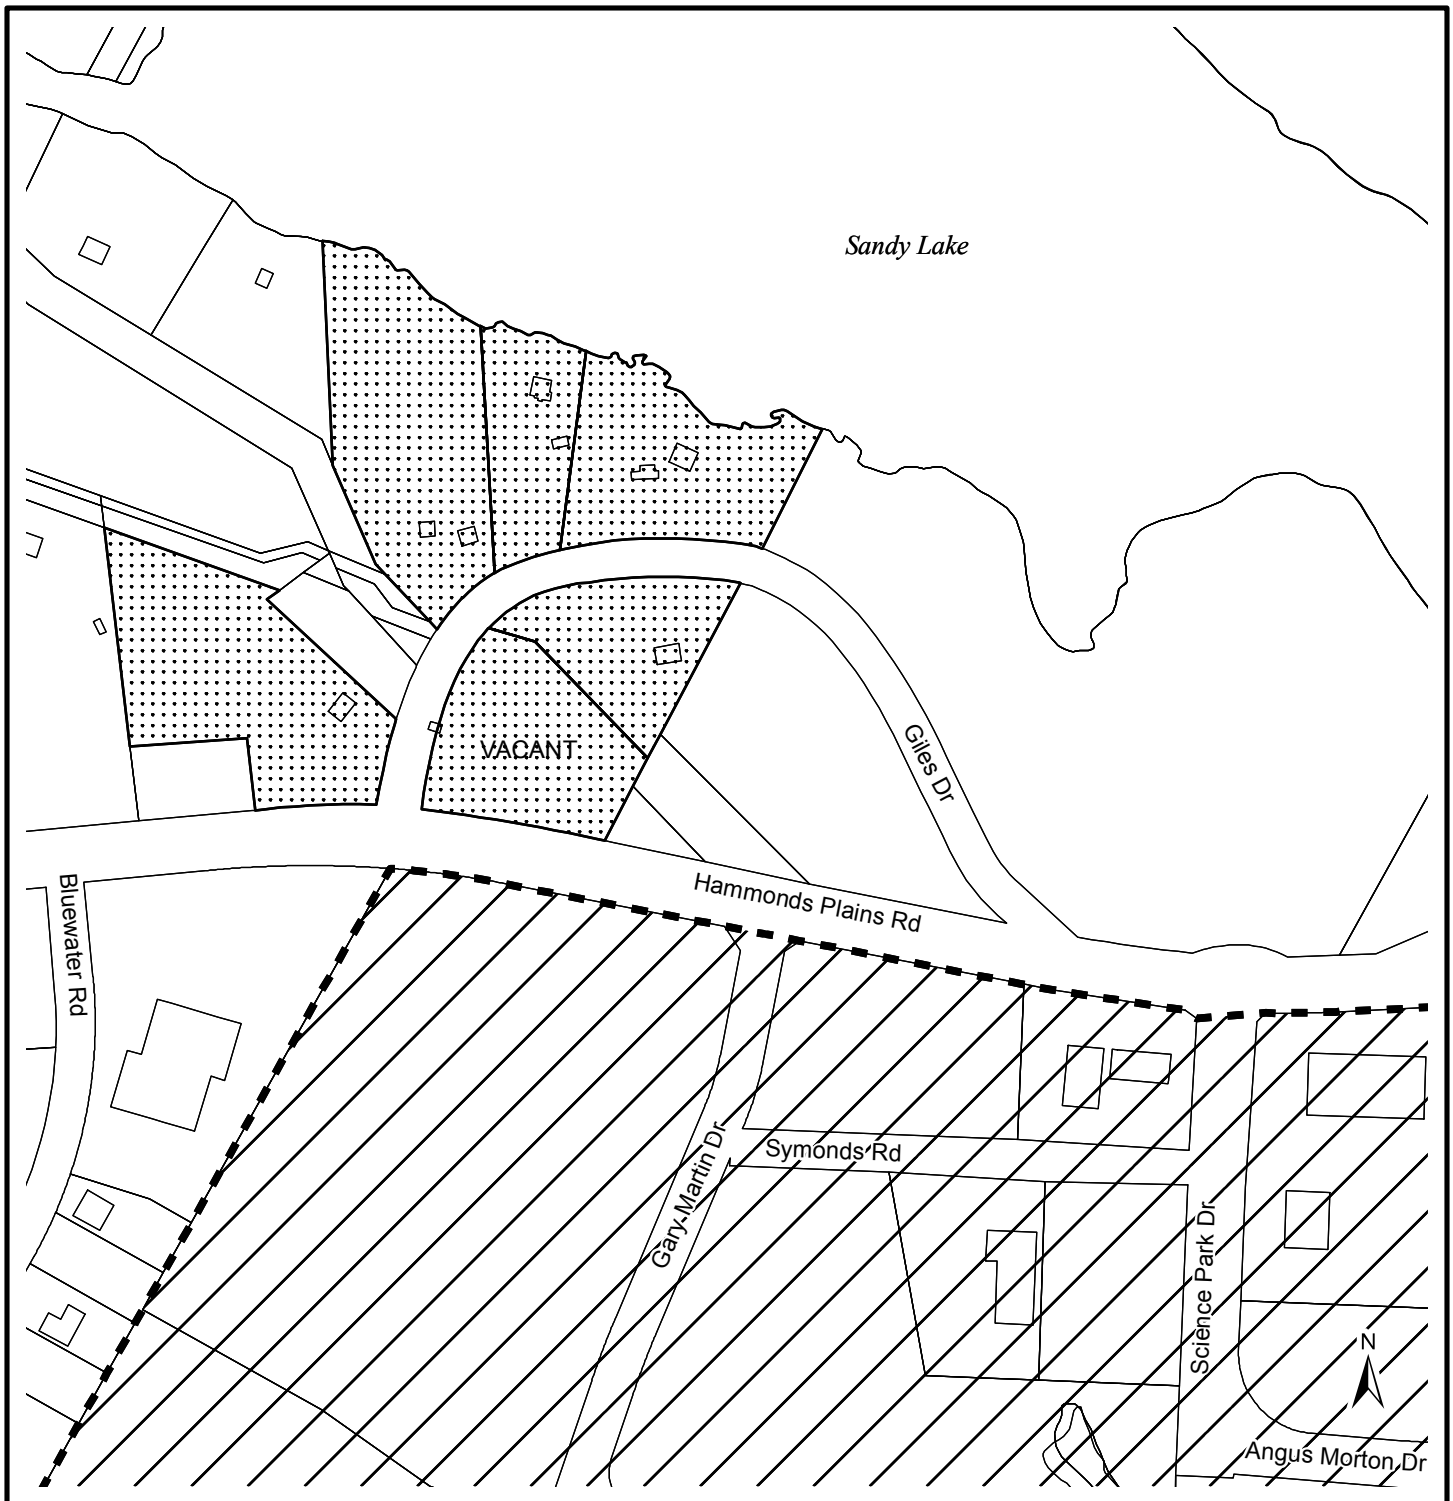 Sandy Lake
VACANT
Giles Dr
Hammonds Plains Rd
Bluewater Rd
Symonds Rd
Gary-Martin Dr
Science Park Dr
N
Angus Morton Dr